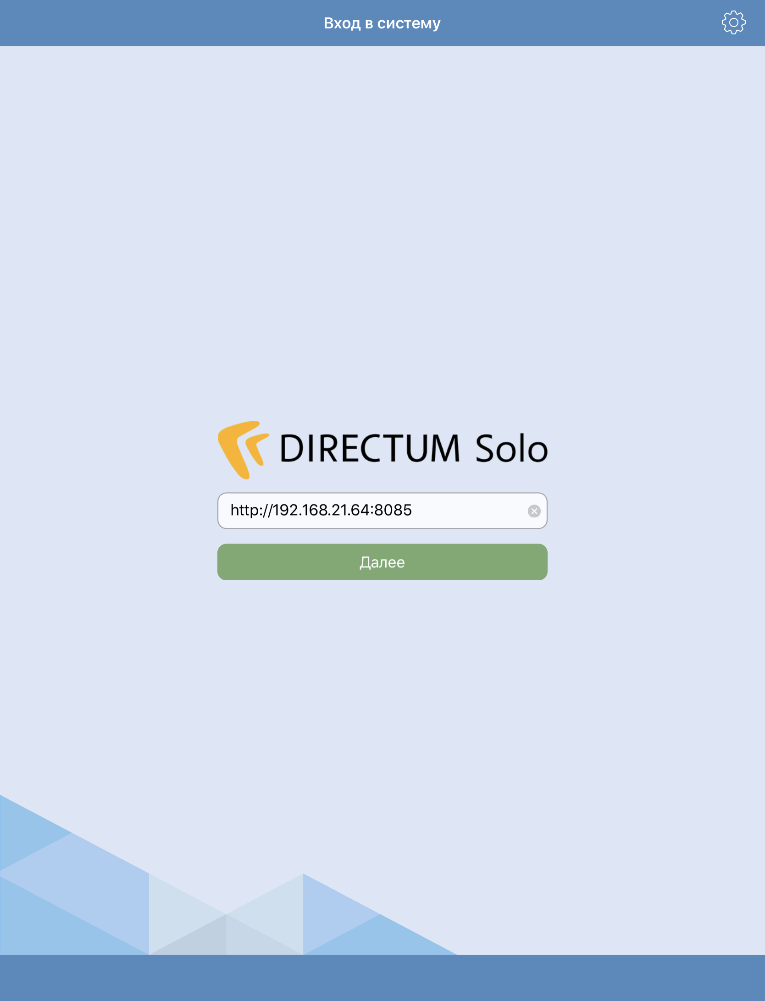 Вход в систему
DIRECTUM Solo
http://192.168.21.64:8085
Далее